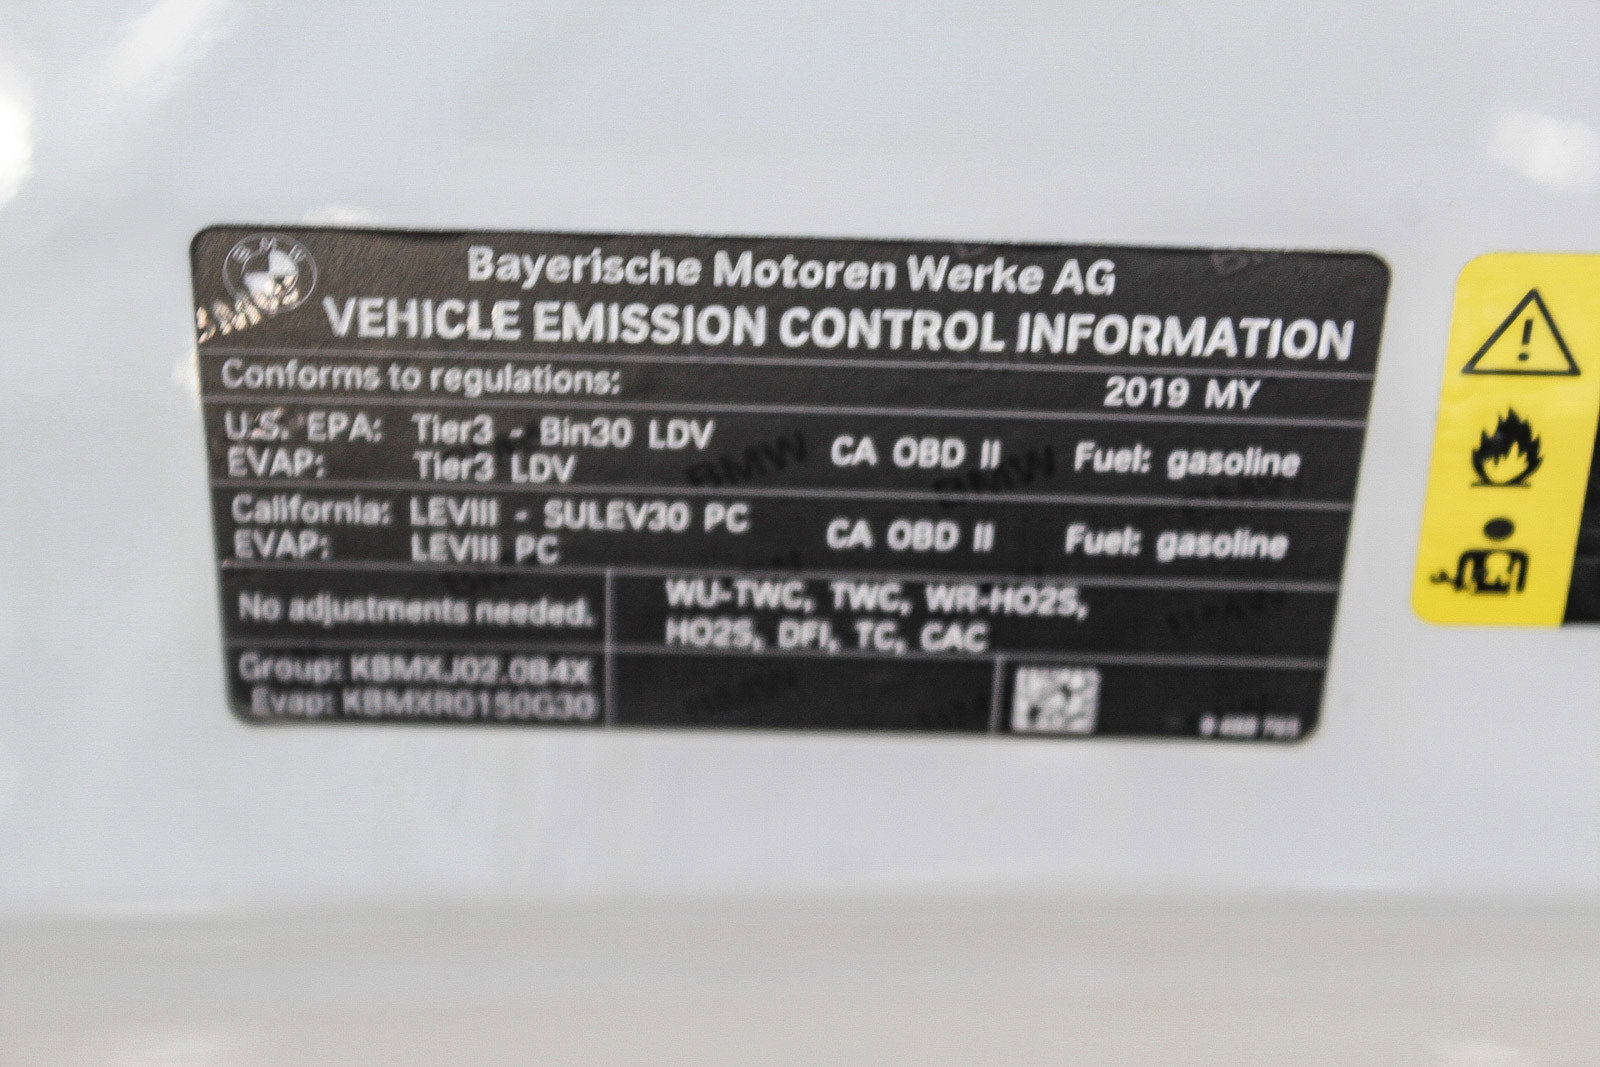 Bayerische Motoren Werke AG
VEHICLE EMISSION CONTROL INFORMATION
Conforms to regulations: 2019 MY
U.S. EPA: Tier3 - Bin30 LDV CA OBD II Fuel: gasoline
EVAP: Tier3 LDV
California: LEVIII - SULEV30 PC CA OBD II Fuel: gasoline
EVAP: LEVIII PC
No adjustments needed. WU-TWC, TWC, WR-HO2S,
HO2S, DFI, TC, CAC
Group: KBMXJ02.0B4X
Evap: KBMXR0150G30